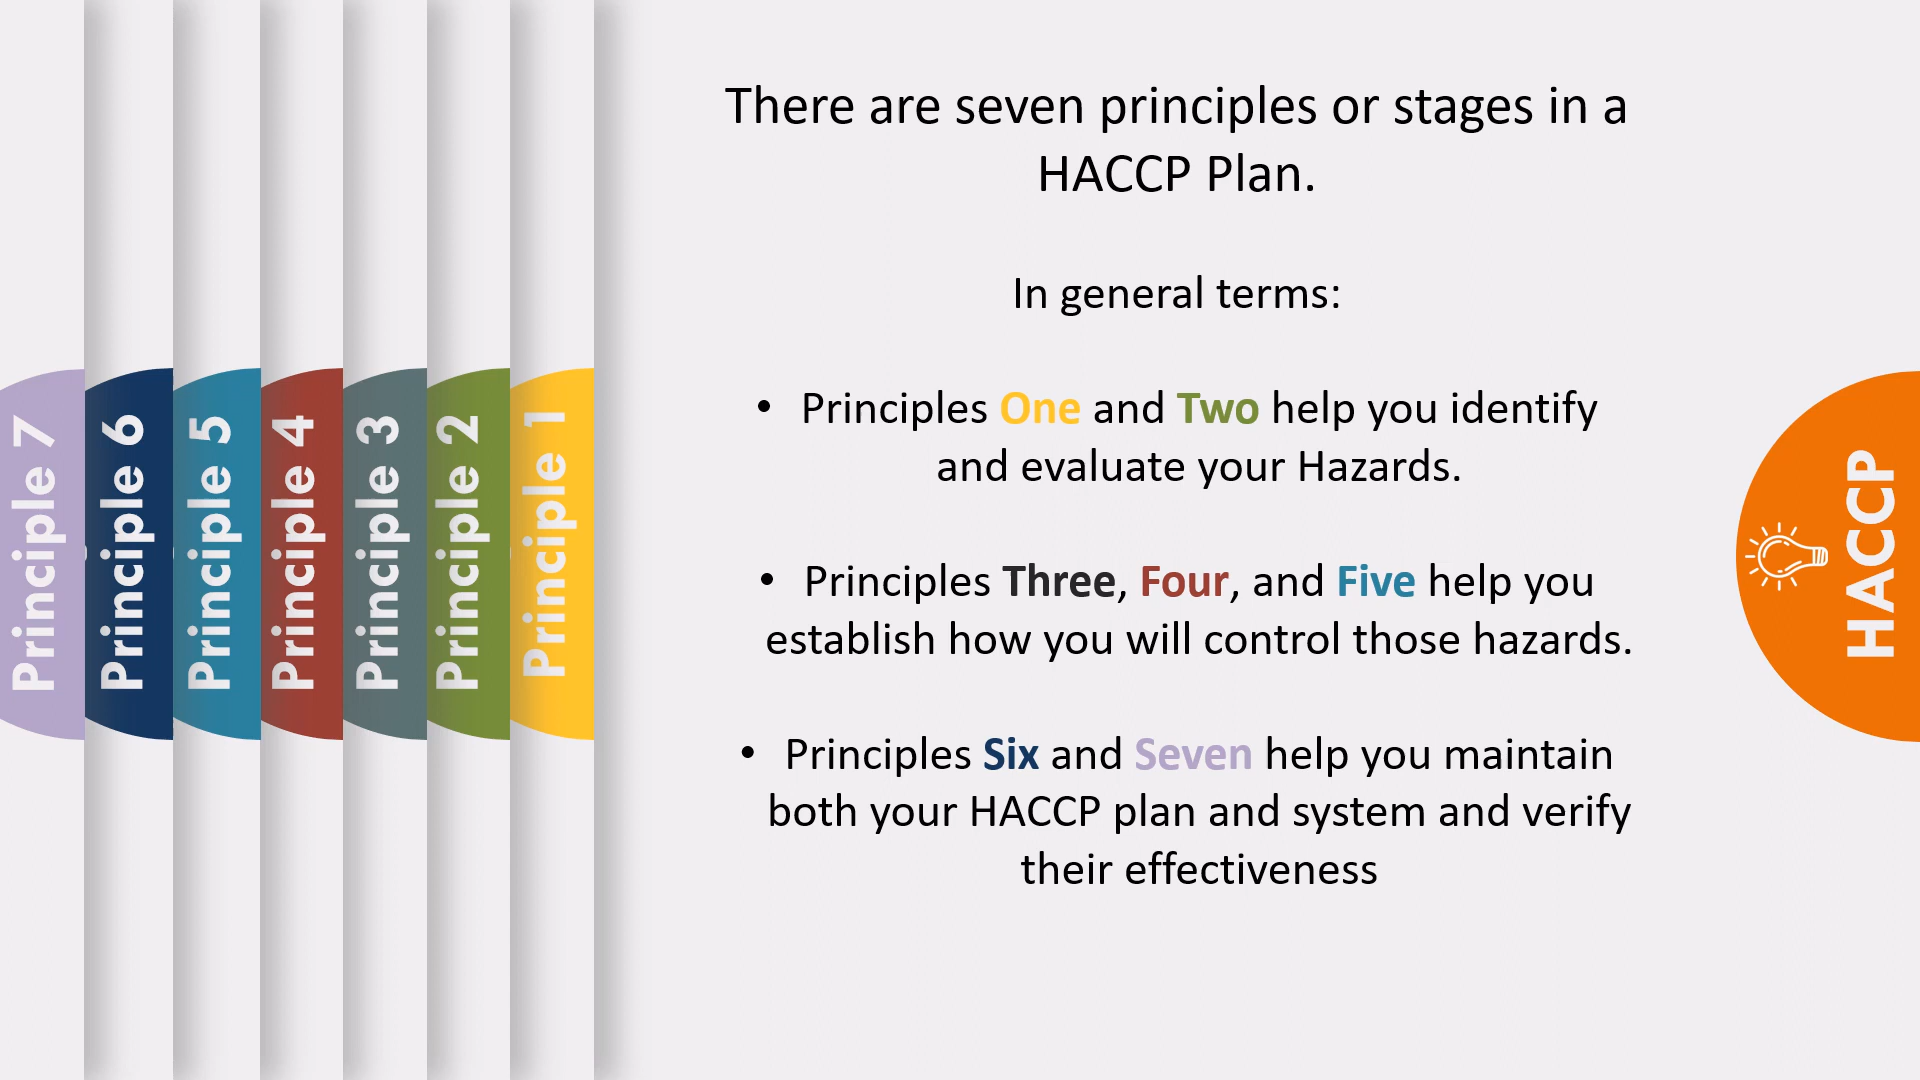 There are seven principles or stages in a
HACCP Plan.
In general terms:
• Principles One and Two help you identify
and evaluate your Hazards.
• Principles Three, Four, and Five help you
establish how you will control those hazards.
• Principles Six and Seven help you maintain
both your HACCP plan and system and verify
their effectiveness
Principle 7
Principle 6
Principle 5
Principle 4
Principle 3
Principle 2
Principle 1
HACCP